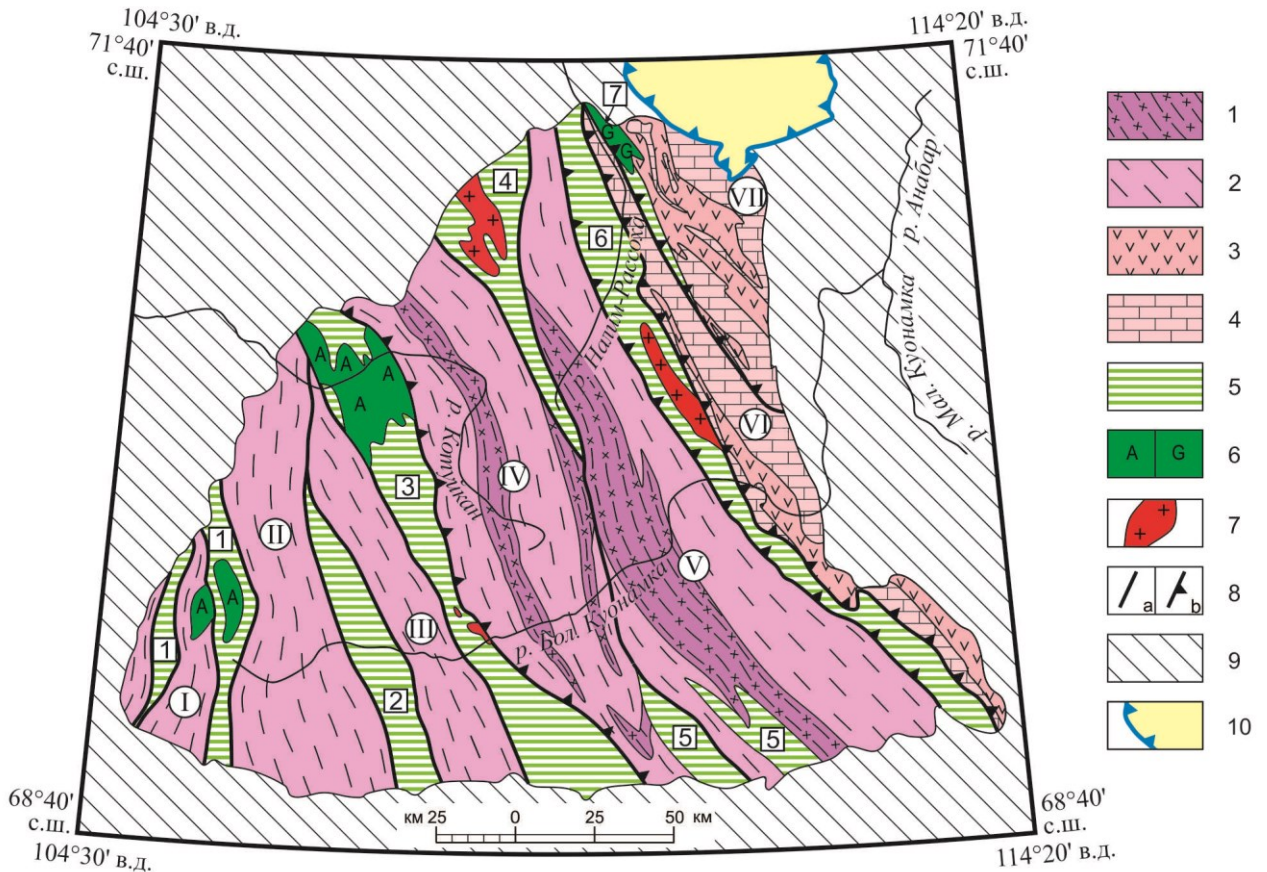 104°30' в.д.
71°40'
с.ш.
114°20' в.д.
71°40'
с.ш.
7
G
G
4
VII
6
р. Налим-Рассоха
р. Анабар
р. Мал. Куонамка
A
A
A
A
р. Котуйкан
IV
3
VI
1
II
A
A
V
III
р. Бол. Куонамка
1
I
2
5
5
68°40'
с.ш.
104°30' в.д.
км 25 0 25 50 км
68°40'
с.ш.
114°20' в.д.
1
2
3
4
5
A G 6
7
a b 8
9
10